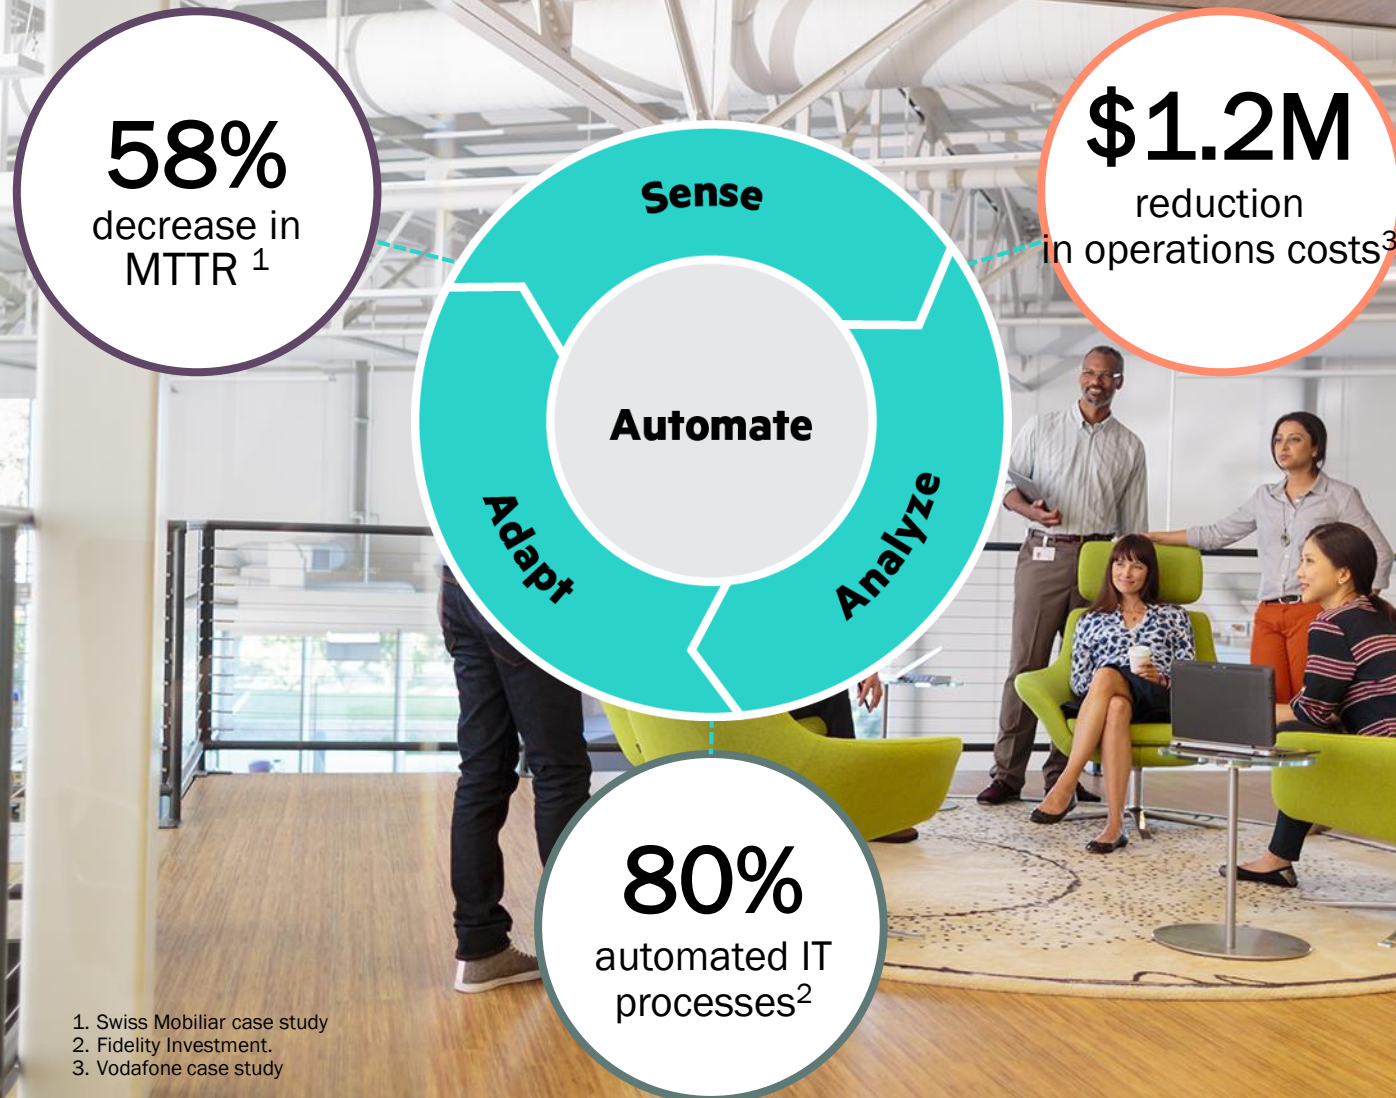 58%
decrease in
MTTR 1
$1.2M
reduction
in operations costs3
Sense
Automate
Adapt
Analyze
80%
automated IT
processes2
1. Swiss Mobiliar case study
2. Fidelity Investment.
3. Vodafone case study